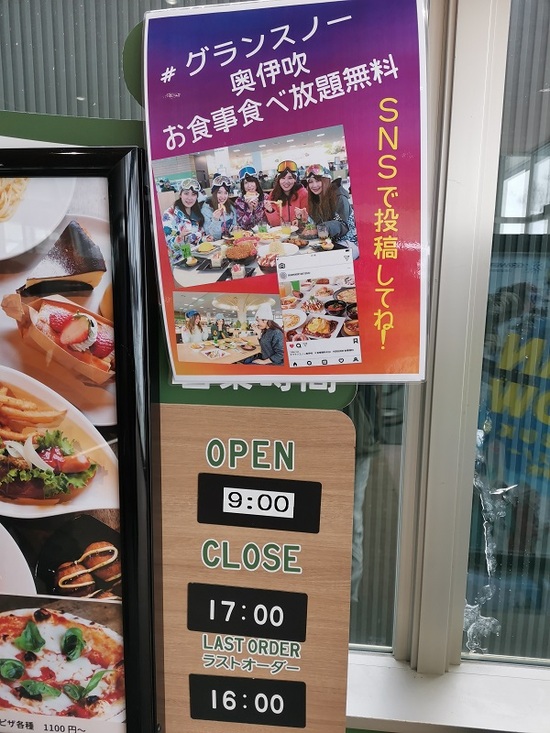 # グランスノー
奥伊吹
お食事食べ放題無料
SNSで投稿してね!
OPEN
9:00
CLOSE
17:00
LAST ORDER
ラストオーダー
16:00
ピザ各種 1100円~